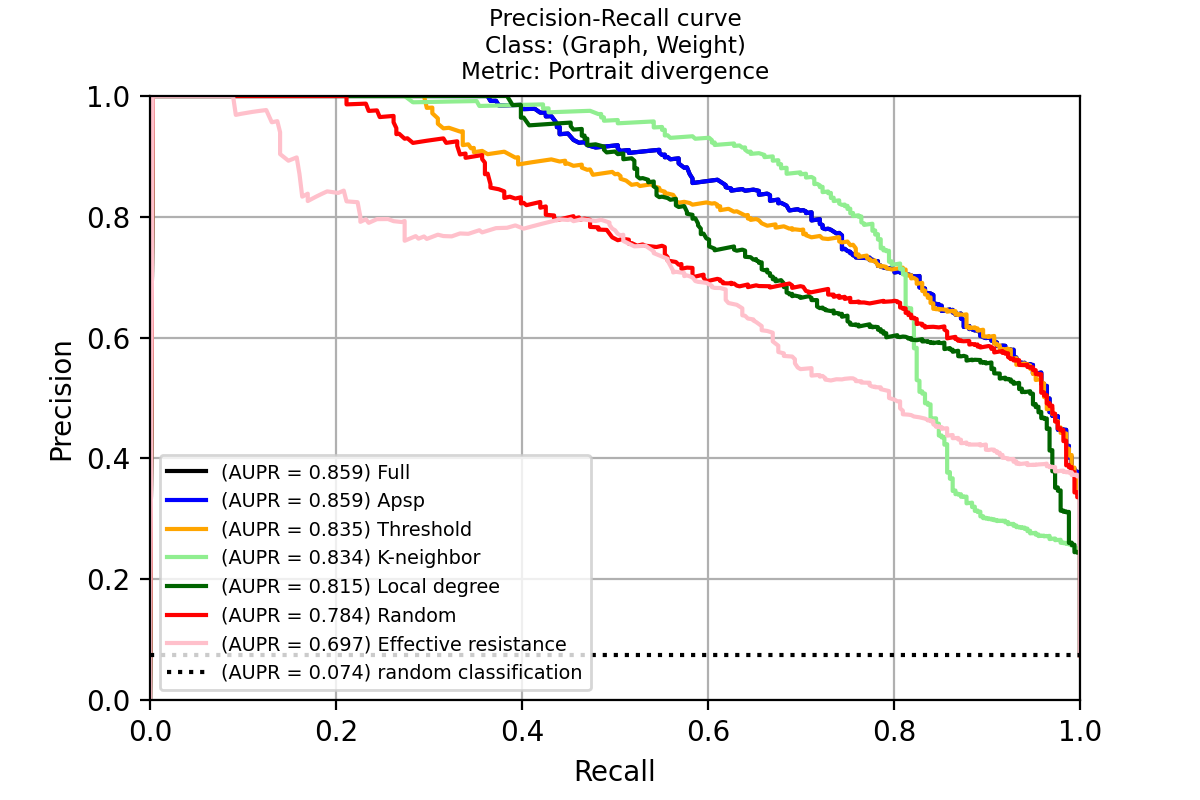 Precision-Recall curve
Class: (Graph, Weight)
Metric: Portrait divergence
1.0
0.8
0.6
0.4
0.2
0.0
Precision
(AUPR = 0.859) Full
(AUPR = 0.859) Apsp
(AUPR = 0.835) Threshold
(AUPR = 0.834) K-neighbor
(AUPR = 0.815) Local degree
(AUPR = 0.784) Random
(AUPR = 0.697) Effective resistance
(AUPR = 0.074) random classification
0.0 0.2 0.4 0.6 0.8 1.0
Recall